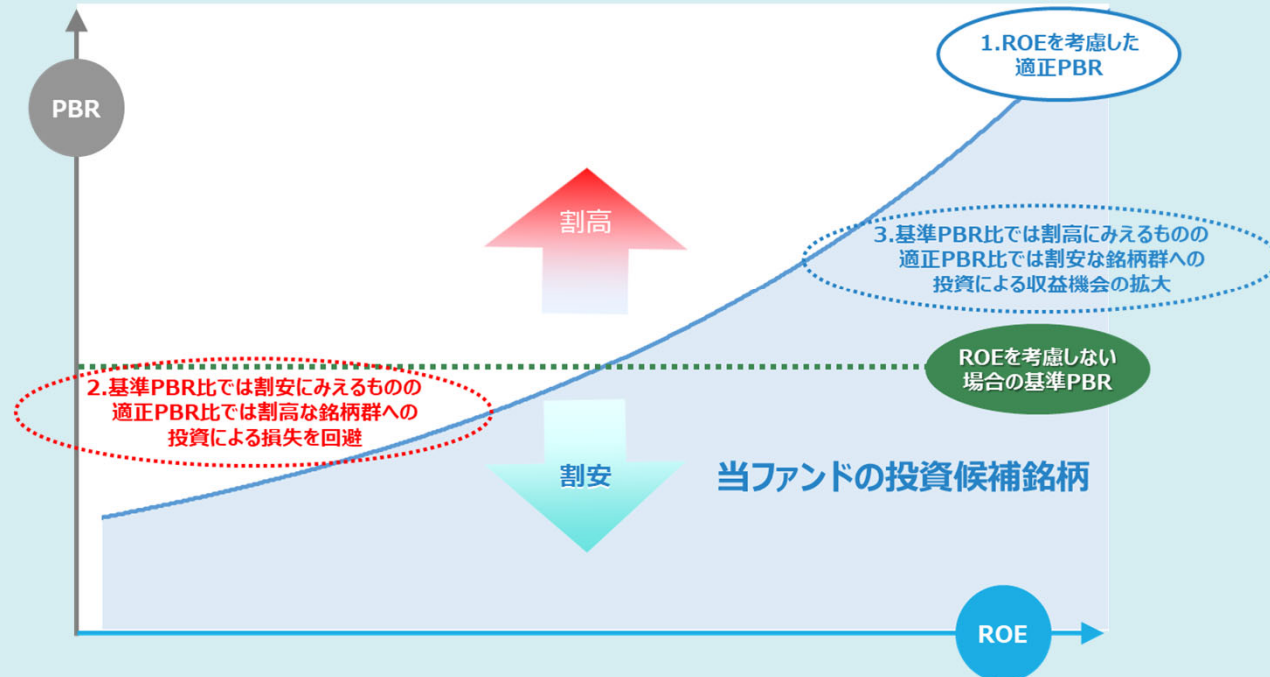 1.ROEを考慮した
適正PBR
PBR
割高
3.基準PBR比では割高にみえるものの
適正PBR比では割安な銘柄群への
投資による収益機会の拡大
ROEを考慮しない
場合の基準PBR
2.基準PBR比では割安にみえるものの
適正PBR比では割高な銘柄群への
投資による損失を回避
割安
当ファンドの投資候補銘柄
ROE